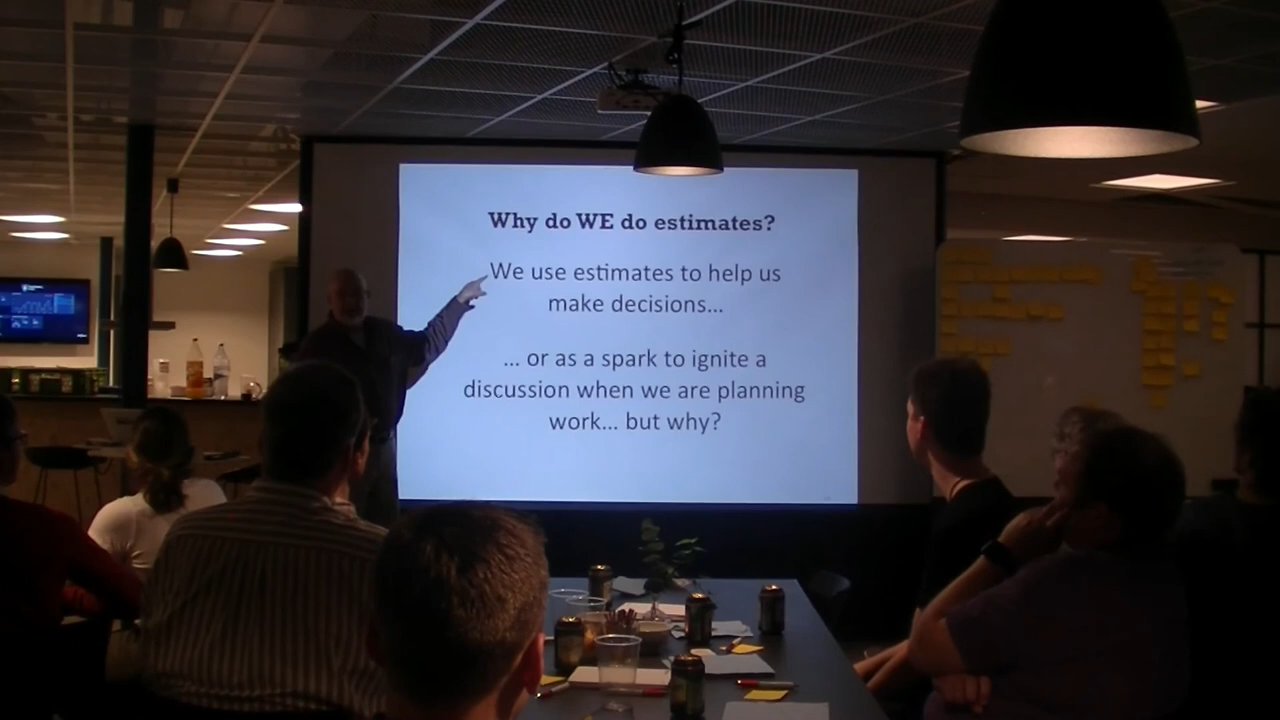 Why do WE do estimates?
We use estimates to help us
make decisions...
... or as a spark to ignite a
discussion when we are planning
work... but why?